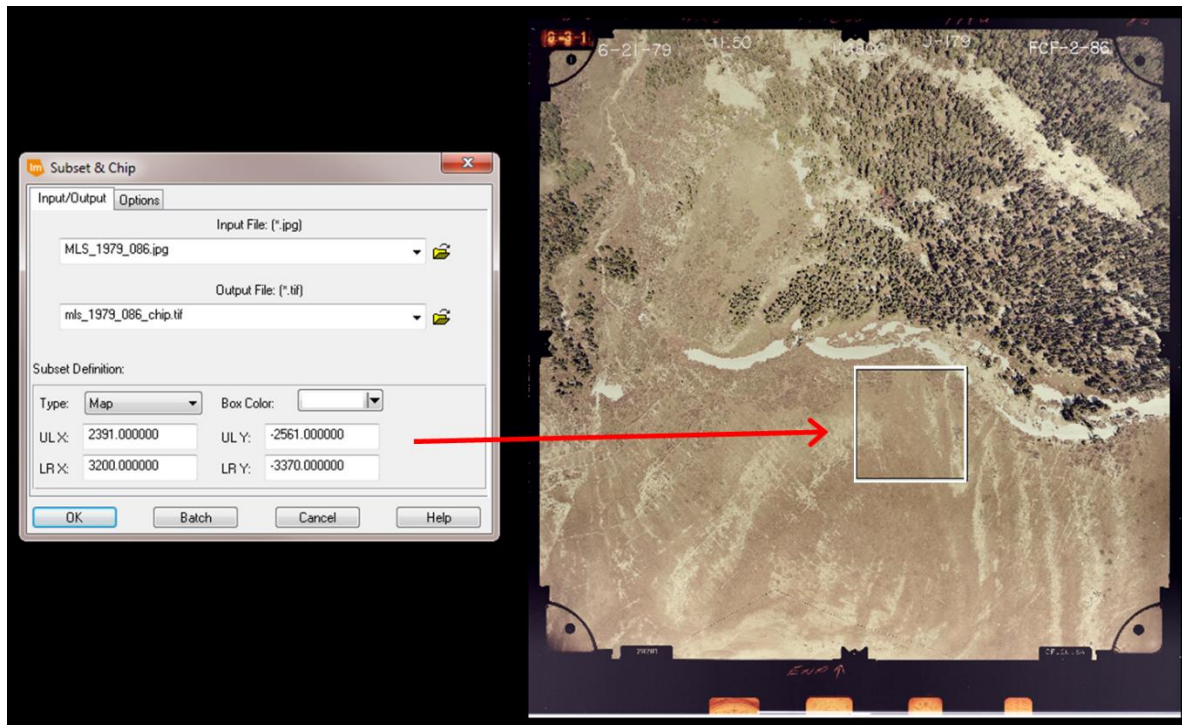 Im Subset & Chip
Input/Output Options
Input File: (*.jpg)
MLS_1979_086.jpg
Output File: (*.tif)
mls_1979_086_chip.tif
Subset Definition:
Type: Map Box Color:
UL X: 2391.000000 UL Y: -2561.000000
LR X: 3200.000000 LR Y: -3370.000000
OK Batch Cancel Help
6-21-79 11:50 J-179 FCF-2-86